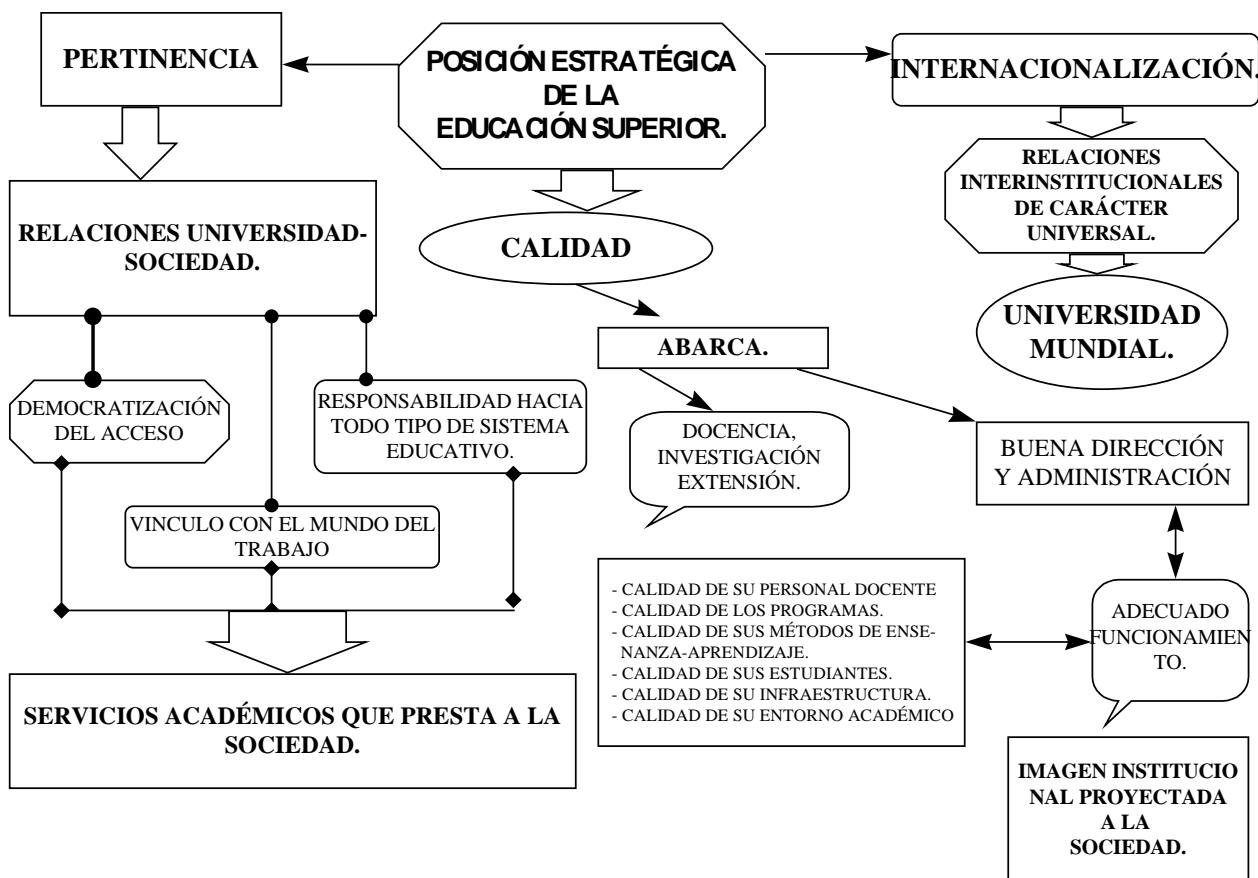 PERTINENCIA
POSICIÓN ESTRATÉGICA
DE LA
EDUCACIÓN SUPERIOR.
INTERNACIONALIZACIÓN.
RELACIONES
INTERINSTITUCIONALES
DE CARÁCTER
UNIVERSAL.
RELACIONES UNIVERSIDAD-
SOCIEDAD.
CALIDAD
UNIVERSIDAD
MUNDIAL.
ABARCA.
DEMOCRATIZACIÓN
DEL ACCESO
RESPONSABILIDAD HACIA
TODO TIPO DE SISTEMA
EDUCATIVO.
DOCENCIA,
INVESTIGACIÓN
EXTENSIÓN.
BUENA DIRECCIÓN
Y ADMINISTRACIÓN
VINCULO CON EL MUNDO DEL
TRABAJO
- CALIDAD DE SU PERSONAL DOCENTE
- CALIDAD DE LOS PROGRAMAS.
- CALIDAD DE SUS MÉTODOS DE ENSE-
NANZA-APRENDIZAJE.
- CALIDAD DE SUS ESTUDIANTES.
- CALIDAD DE SU INFRAESTRUCTURA.
- CALIDAD DE SU ENTORNO ACADÉMICO
ADECUADO
FUNCIONAMIEN
TO.
SERVICIOS ACADÉMICOS QUE PRESTA A LA
SOCIEDAD.
IMAGEN INSTITUCIO
NAL PROYECTADA
A LA
SOCIEDAD.